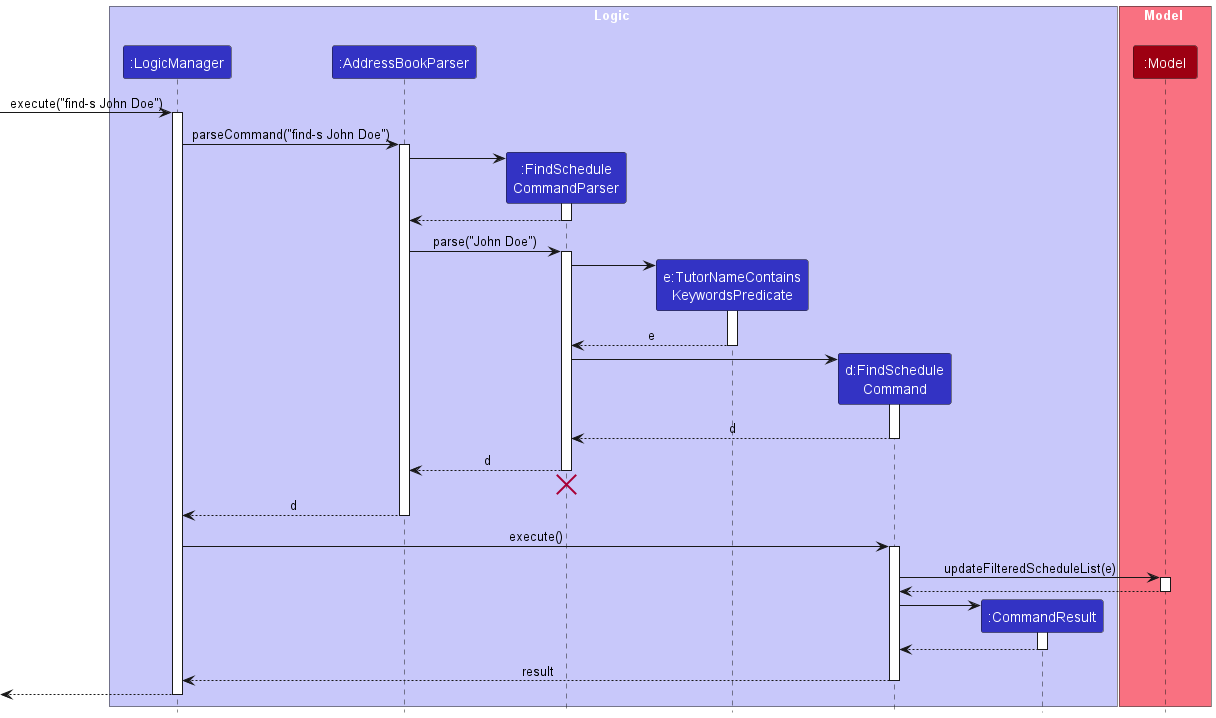 Logic
Model
:LogicManager
:AddressBookParser
:Model
execute("find-s John Doe")
parseCommand("find-s John Doe")
:FindSchedule
CommandParser
parse("John Doe")
e:TutorNameContains
KeywordsPredicate
e
d:FindSchedule
Command
d
d
d
execute()
updateFilteredScheduleList(e)
:CommandResult
result